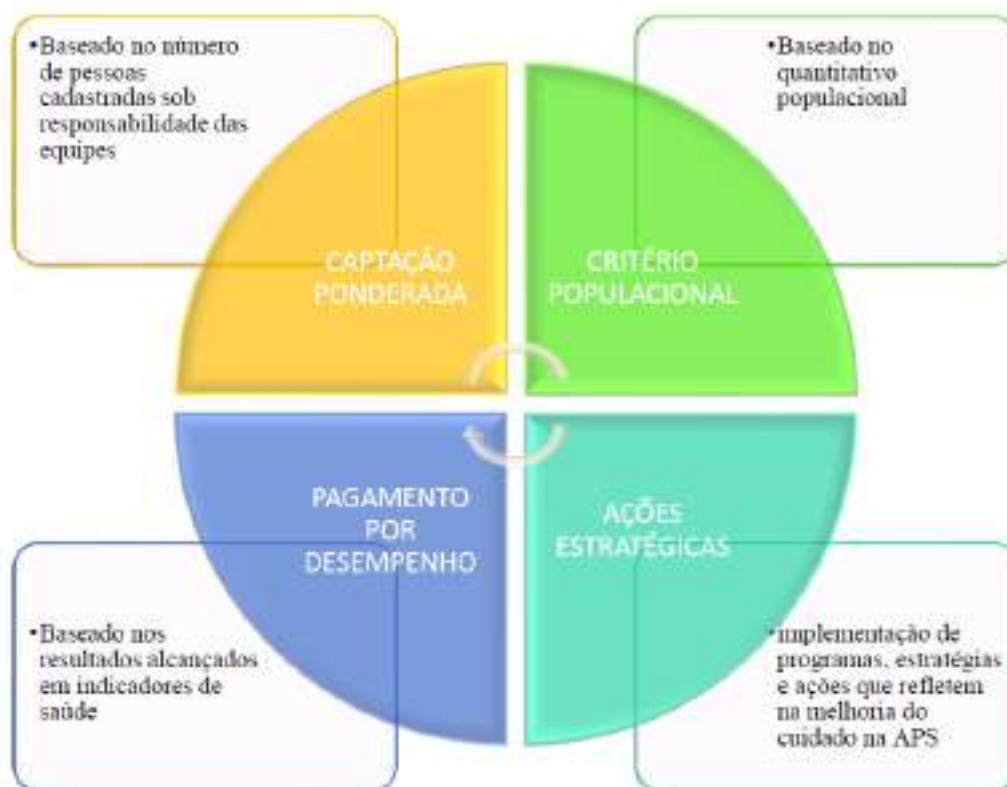 •Baseado no número
de pessoas
cadastradas sob
responsabilidade das
equipes
•Baseado no
quantitativo
populacional
CAPTAÇÃO
PONDERADA
CRITÉRIO
POPULACIONAL
PAGAMENTO
POR
DESEMPENHO
AÇÕES
ESTRATÉGICAS
•Baseado nos
resultados alcançados
em indicadores de
saúde
•implementação de
programas, estratégias
e ações que refletem
na melhoria do
cuidado na APS